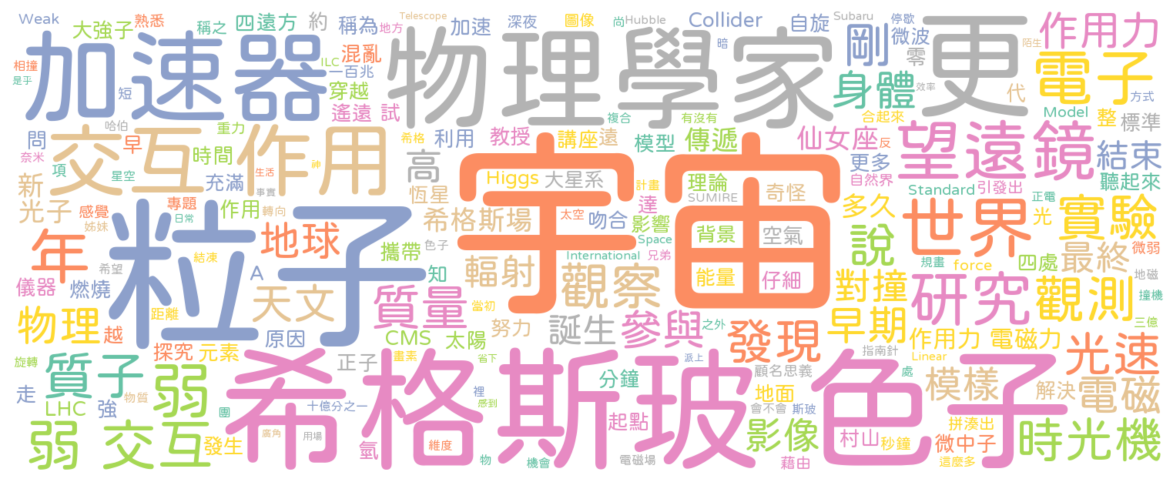 Weak 稱之 四遠方 約 稱為 加速 Telescope 地方 深夜 圖像 尚 Hubble Collider 自旋 Subaru 停歇 陌生 作用力
大強子 熟悉 混亂 ILC 一百兆 穿越 遙遠 試 暗 剛 微波 零 更 電子
相撞 是乎 短 加速器 物理學家 身體 代 效率 方式
問 哈伯 重力 利用 希格 複合 有沒有 合起來 Model 整 標準
奈米 早 交互作用 教授 講座 遠 模型 傳遞 仙女座 反 望遠鏡 結束
項 星空 時間 高 宇宙 更多 自然界 聽起來
新 充滿 神 生活 恆星 Higgs 大星系 計畫 理論 SUMIRE 奇怪 Standard 引發出 正電
光子 感覺 專題 作用 事實 希格斯場 太空 吻合 達 影響 多久 世界 光 實驗
姊妹 日常 轉向 粒子 攜帶 色子 Space 背景 空氣 說 規畫 四處 微弱
年 地球 希望 結凍 A 知 輻射 International 兄弟 能量 仔細 force 最終 地磁
儀器 燃燒 天文 質量 當初 觀察 對撞 研究 觀測 撞機
物理 越 距離 原因 CMS 太陽 努力 誕生 參與 之外 發現 早期 作用力 電磁力 三億
旋轉 探究 元素 正子 畫素 省下 派上 指南針 Linear 光速
走 質子 物質 弱 希格斯玻色子 分鐘 顧名思義 地面 處 模樣 解決 電磁
LHC 強 團 十億分之一 裡 感到 起點 會不會 斯玻 拼湊出
弱 交互 發生 廣角 用場 氫 維度 物 機會 電磁場 影像 藉由 村山 秒鐘 微中子 這麼多 時光機